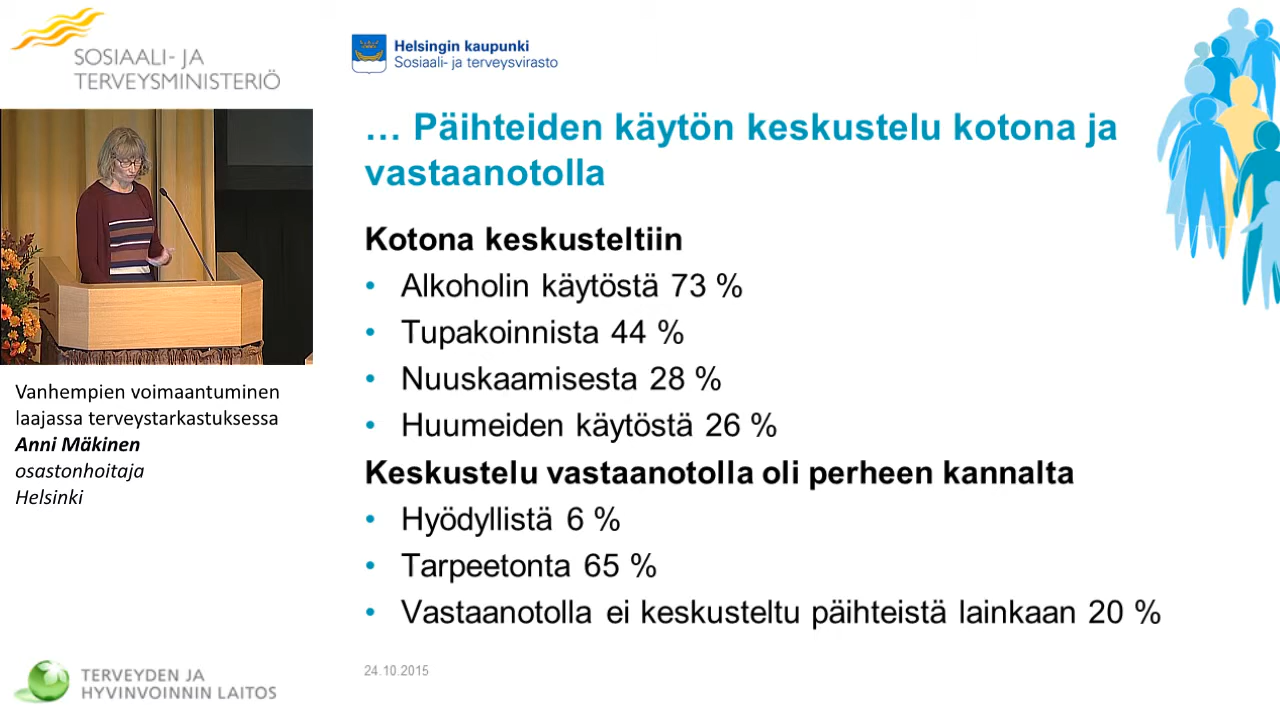 SOSIAALI- JA
TERVEYSMINISTERIÖ
Helsingin kaupunki
Sosiaali- ja terveysvirasto
… Päihteiden käytön keskustelu kotona ja
vastaanotolla
Kotona keskusteltiin
• Alkoholin käytöstä 73 %
• Tupakoinnista 44 %
• Nuuskaamisesta 28 %
• Huumeiden käytöstä 26 %
Keskustelu vastaanotolla oli perheen kannalta
• Hyödyllistä 6 %
• Tarpeetonta 65 %
• Vastaanotolla ei keskusteltu päihteistä lainkaan 20 %
24.10.2015
Vanhempien voimaantuminen
laajassa terveystarkastuksessa
Anni Mäkinen
osastonhoitaja
Helsinki
TERVEYDEN JA
HYVINVOINNIN LAITOS